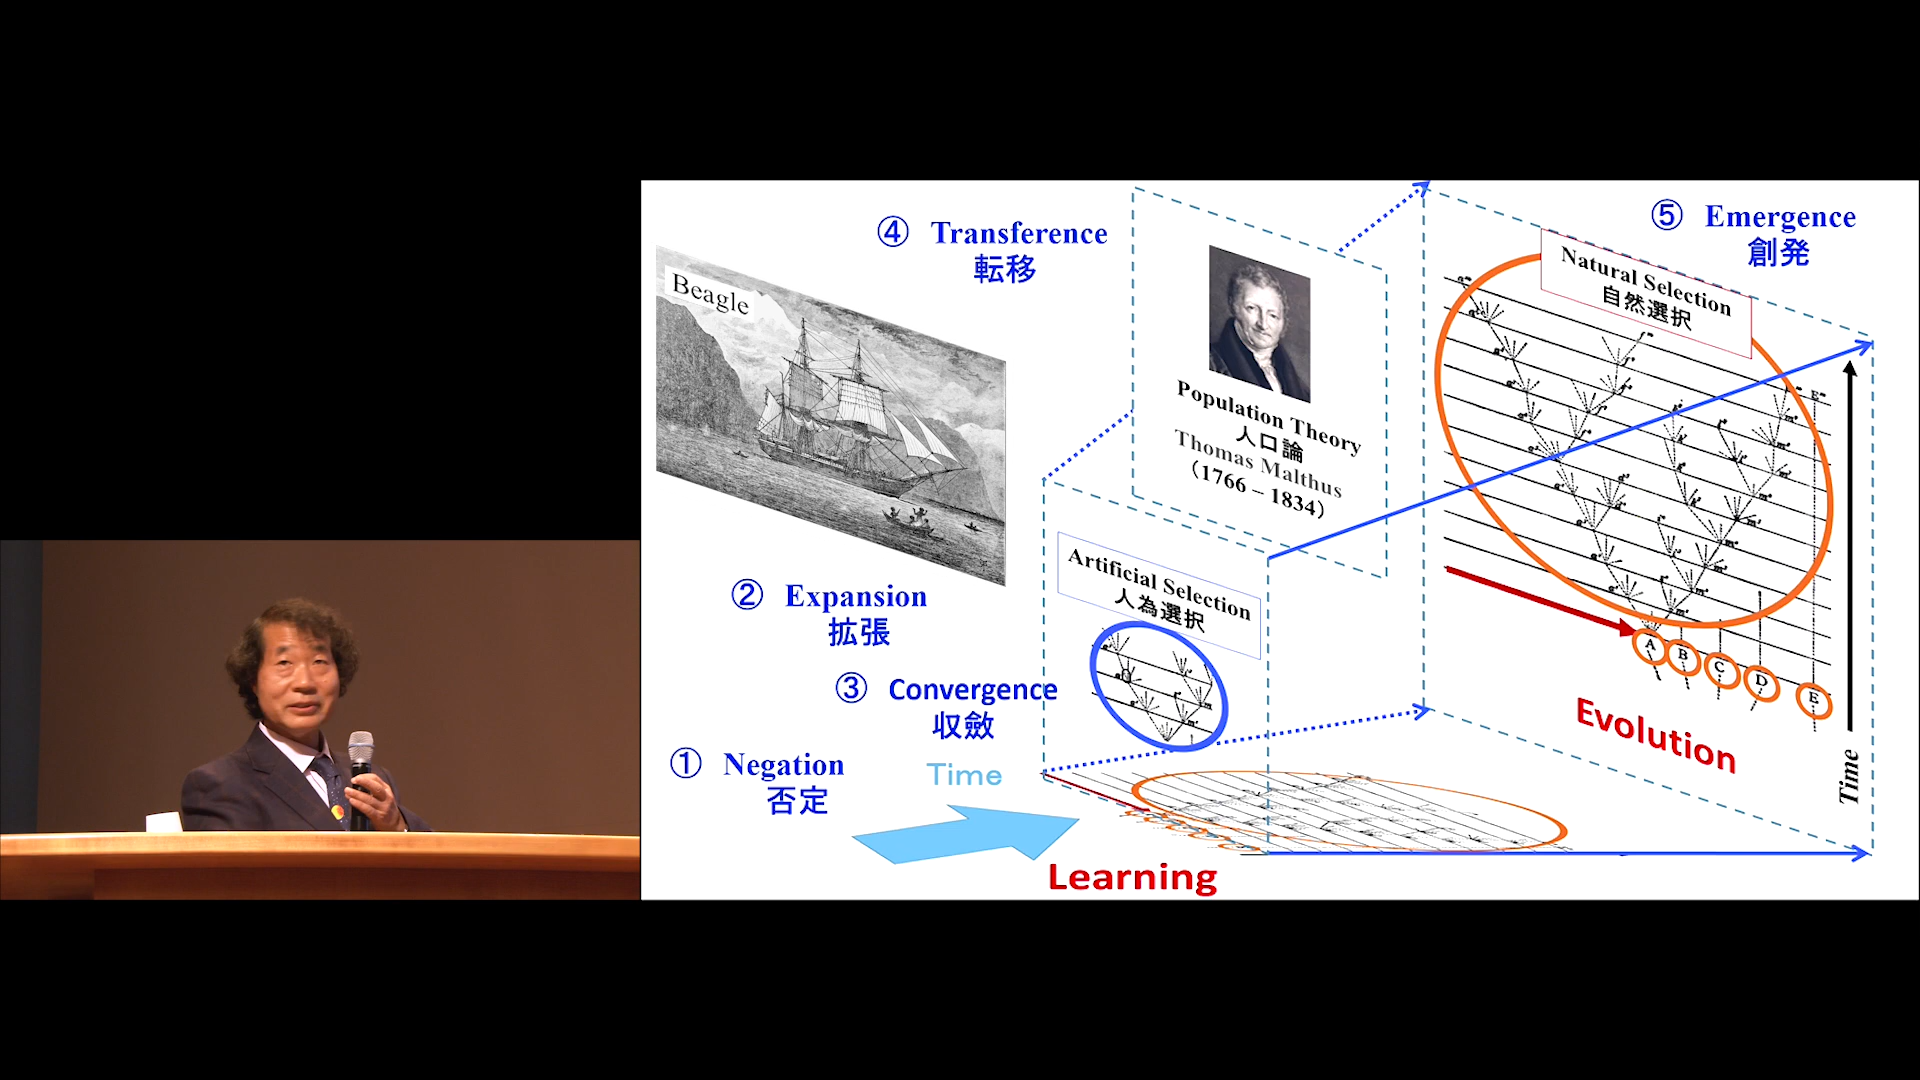 ④ Transference
転移
⑤ Emergence
創発
Beagle
Natural Selection
自然選択
Population Theory
人口論
Thomas Malthus
(1766 – 1834)
Artificial Selection
人為選択
② Expansion
拡張
③ Convergence
収斂
① Negation
否定
Time
Learning
A B C D E
Evolution
Time